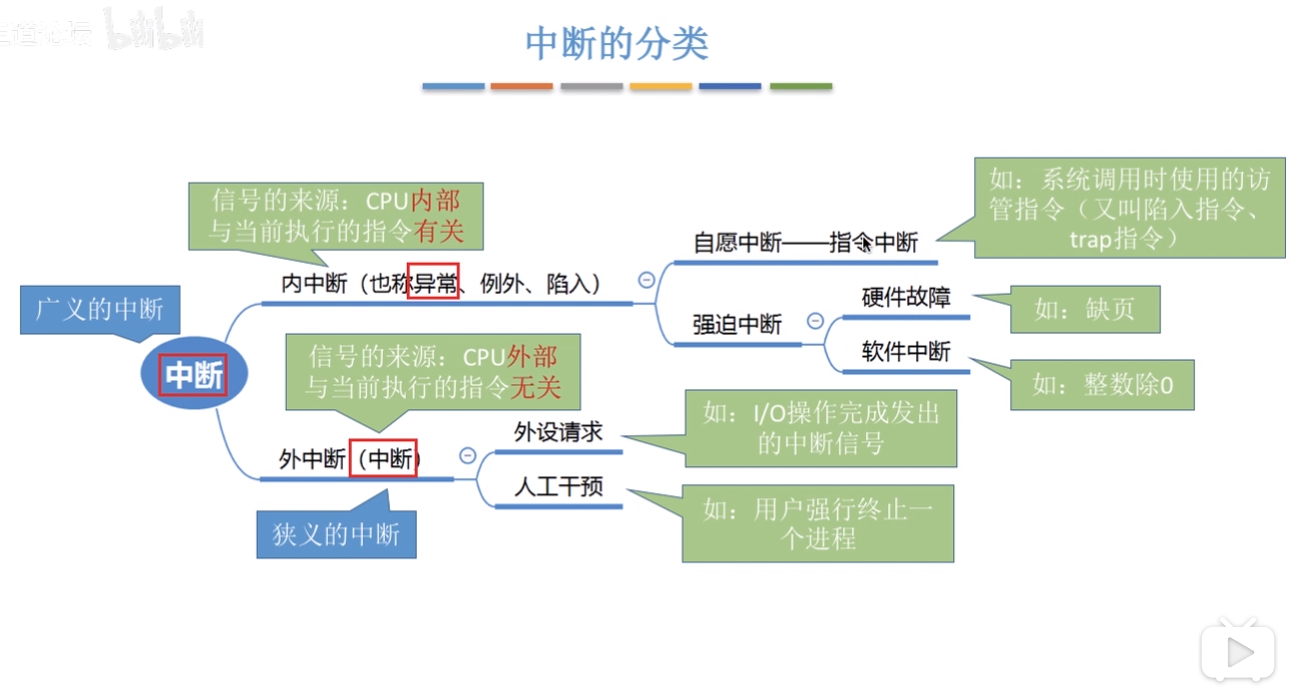 bilibili
中断的分类
信号的来源：CPU内部
与当前执行的指令有关
内中断（也称异常、例外、陷入）
自愿中断——指令中断
如：系统调用时使用的访
管指令（又叫陷入指令、
trap指令）
强迫中断
硬件故障
如：缺页
软件中断
如：整数除0
广义的中断
中断
信号的来源：CPU外部
与当前执行的指令无关
外中断（中断）
狭义的中断
外设请求
如：I/O操作完成发出
的中断信号
人工干预
如：用户强行终止一
个进程